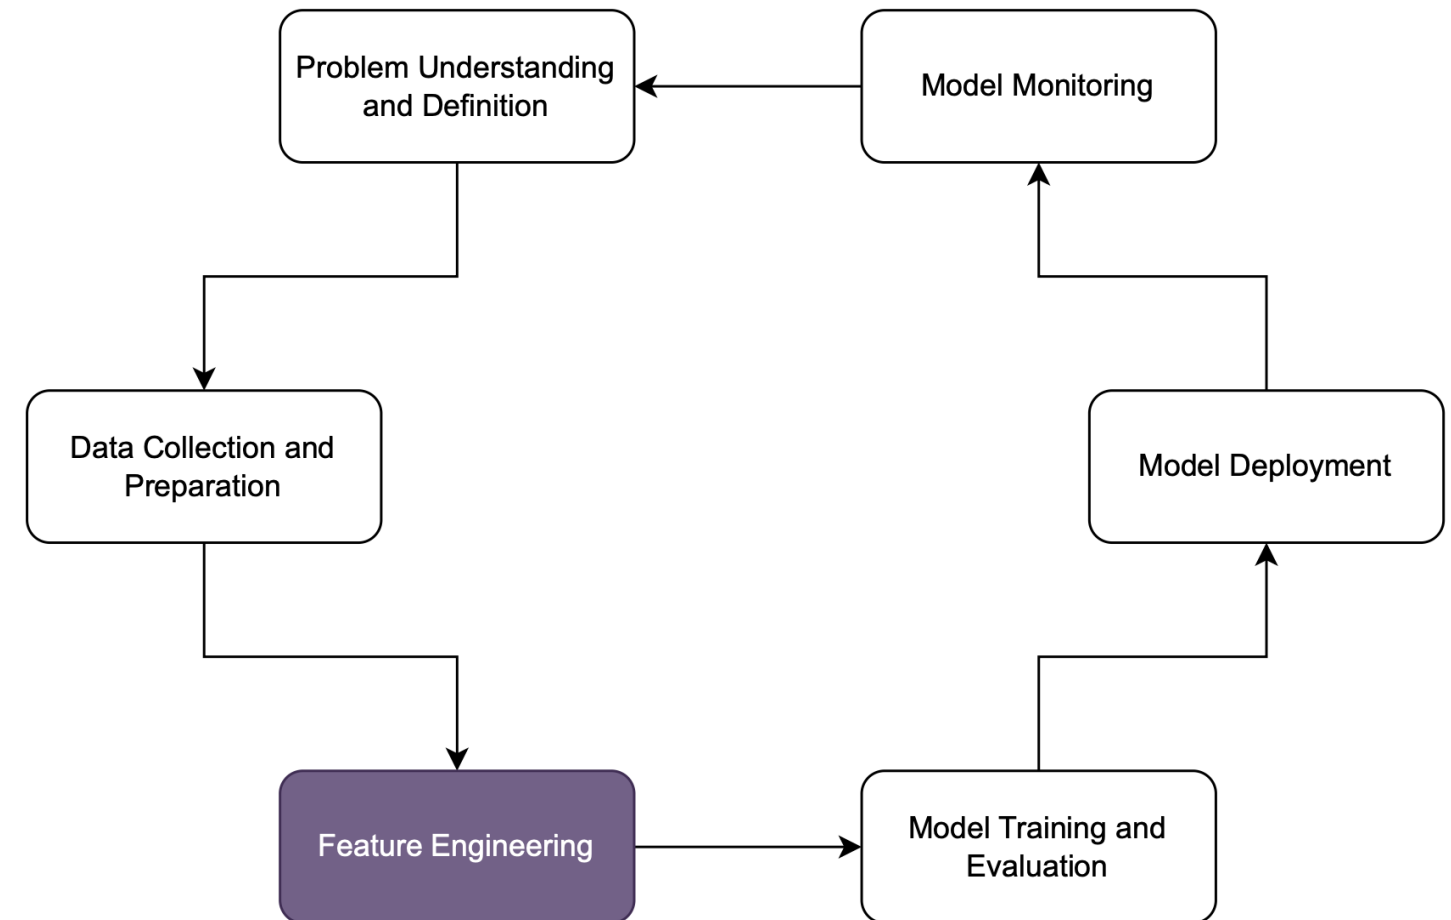 Problem Understanding
and Definition
Model Monitoring
Data Collection and
Preparation
Model Deployment
Feature Engineering
Model Training and
Evaluation